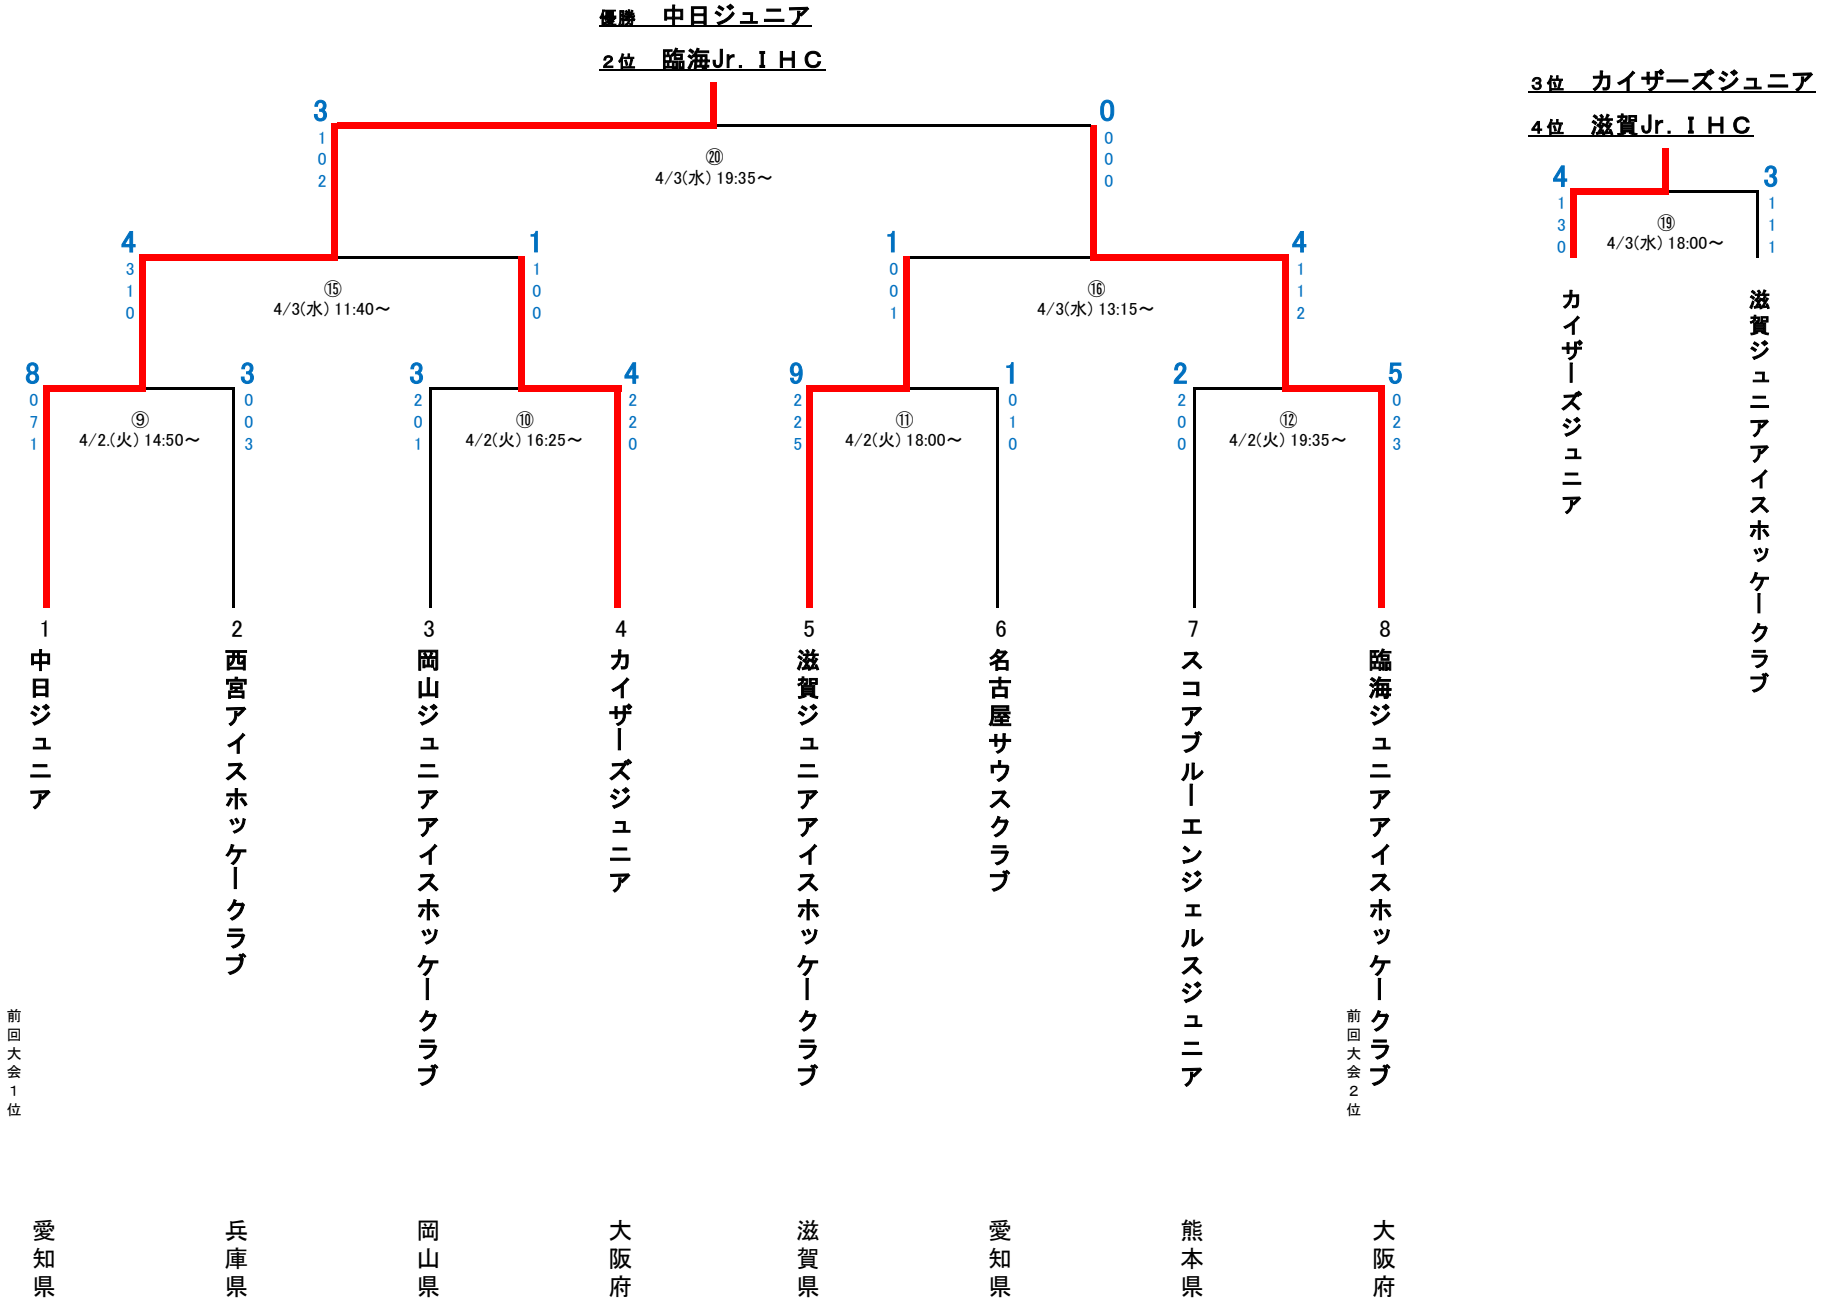 優勝　中日ジュニア
２位　臨海Jr．ＩＨＣ
３位　カイザーズジュニア
４位　滋賀Jr．ＩＨＣ
3
1
0
2
0
0
0
0
⑳
4/3(水) 19:35～
4
1
3
0
3
1
1
1
⑲
4/3(水) 18:00～
カイザーズジュニア
滋賀ジュニアアイスホッケークラブ
4
3
1
0
1
1
0
0
⑮
4/3(水) 11:40～
1
0
0
1
4
1
1
2
⑯
4/3(水) 13:15～
8
0
7
1
3
0
0
3
⑨
4/2.(火) 14:50～
3
2
0
1
4
2
2
0
⑩
4/2(火) 16:25～
9
2
2
5
1
0
1
0
⑪
4/2(火) 18:00～
2
2
0
0
5
0
2
3
⑫
4/2(火) 19:35～
1
中日ジュニア
前回大会１位
愛知県
2
西宮アイスホッケークラブ
兵庫県
3
岡山ジュニアアイスホッケークラブ
岡山県
4
カイザーズジュニア
大阪府
5
滋賀ジュニアアイスホッケークラブ
滋賀県
6
名古屋サウスクラブ
愛知県
7
スコアブルーエンジェルスジュニア
熊本県
8
臨海ジュニアアイスホッケークラブ
前回大会２位
大阪府